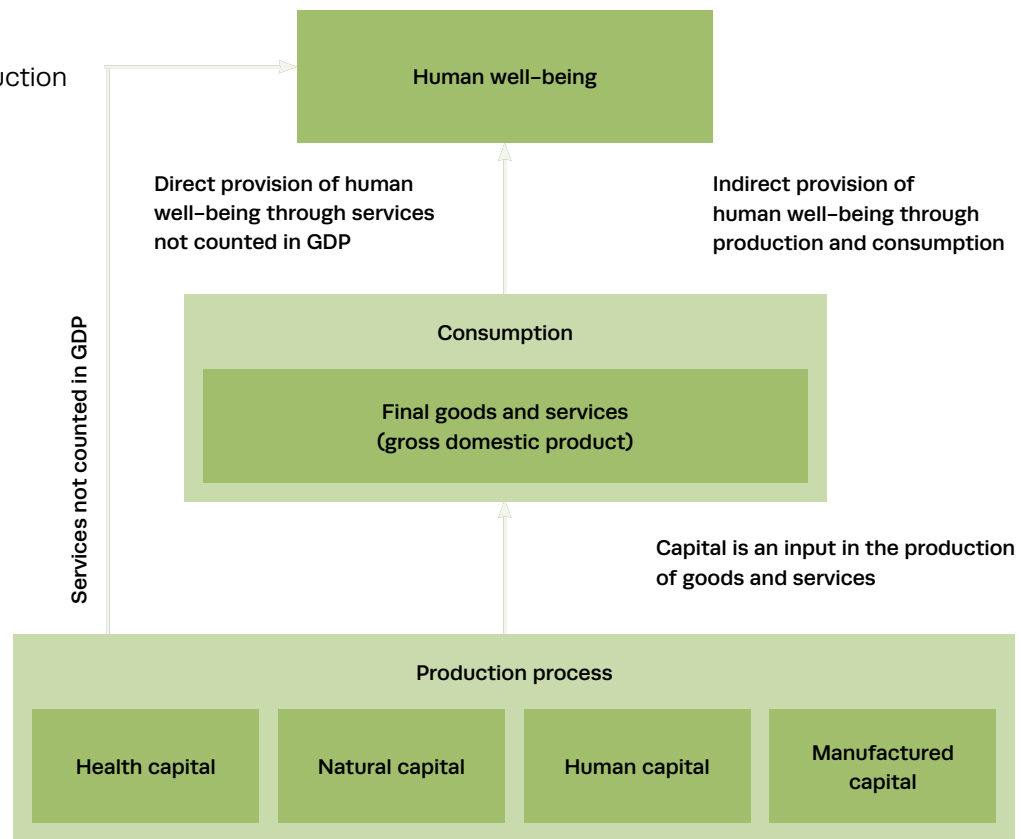 Human well-being
Direct provision of human
well-being through services
not counted in GDP
Indirect provision of
human well-being through
production and consumption
Services not counted in GDP
Consumption
Final goods and services
(gross domestic product)
Capital is an input in the production
of goods and services
Production process
Health capital
Natural capital
Human capital
Manufactured
capital